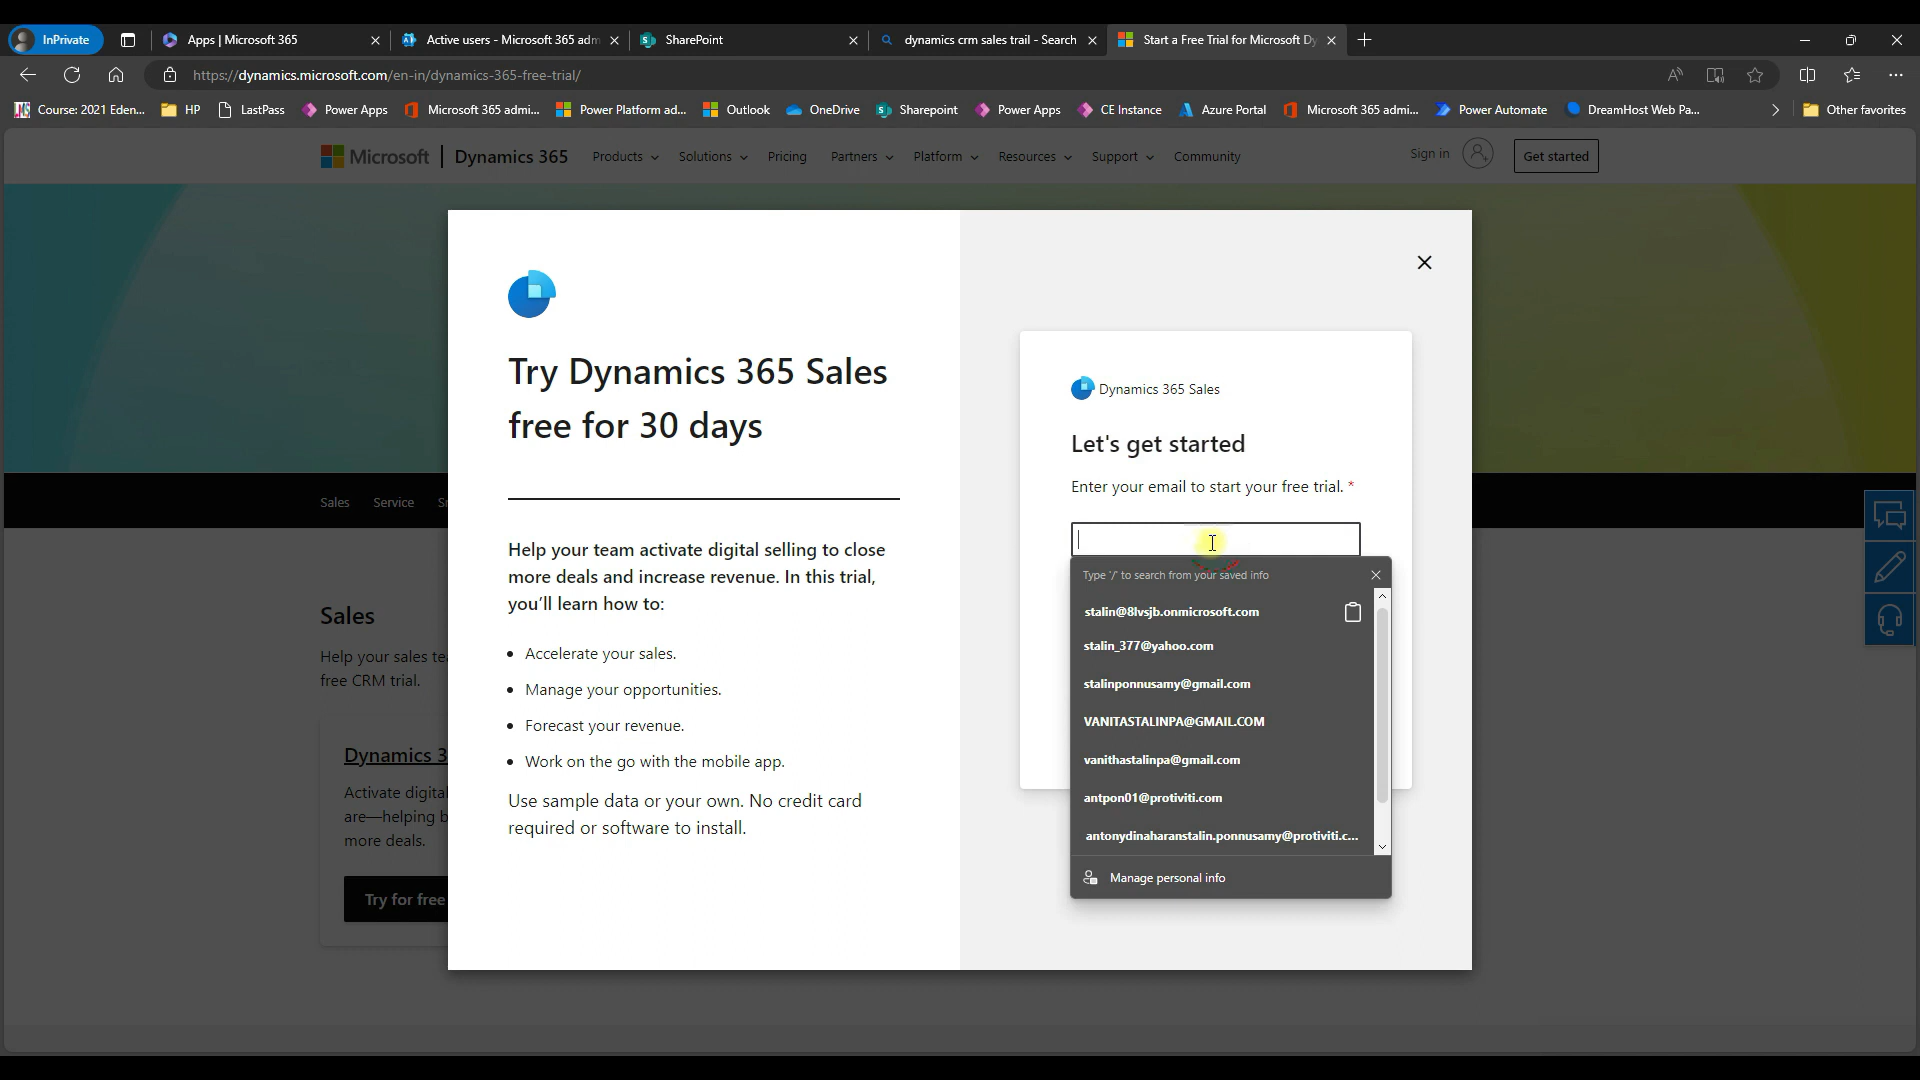 InPrivate
Apps | Microsoft 365
Active users - Microsoft 365 adm
SharePoint
dynamics crm sales trail - Search
Start a Free Trial for Microsoft Dy
https://dynamics.microsoft.com/en-in/dynamics-365-free-trial/
Course: 2021 Eden...
HP
LastPass
Power Apps
Microsoft 365 admi...
Power Platform ad...
Outlook
OneDrive
Sharepoint
Power Apps
CE Instance
Azure Portal
Microsoft 365 admi...
Power Automate
DreamHost Web Pa...
Other favorites
Microsoft
Dynamics 365
Products
Solutions
Pricing
Partners
Platform
Resources
Support
Community
Sign in
Get started
Try Dynamics 365 Sales
free for 30 days
Help your team activate digital selling to close
more deals and increase revenue. In this trial,
you'll learn how to:
• Accelerate your sales.
• Manage your opportunities.
• Forecast your revenue.
• Work on the go with the mobile app.
Use sample data or your own. No credit card
required or software to install.
Dynamics 365 Sales
Let's get started
Enter your email to start your free trial. *
Type '/' to search from your saved info
stalin@8lvsjb.onmicrosoft.com
stalin_377@yahoo.com
stalinponnusamy@gmail.com
VANITASTALINPA@GMAIL.COM
vanithastalinpa@gmail.com
antpon01@protiviti.com
antonydinaharanstalin.ponnusamy@protiviti.c...
Manage personal info
Sales
Service
Sales
Help your sales te
free CRM trial.
Dynamics 3
Activate digital
are—helping b
more deals.
Try for free